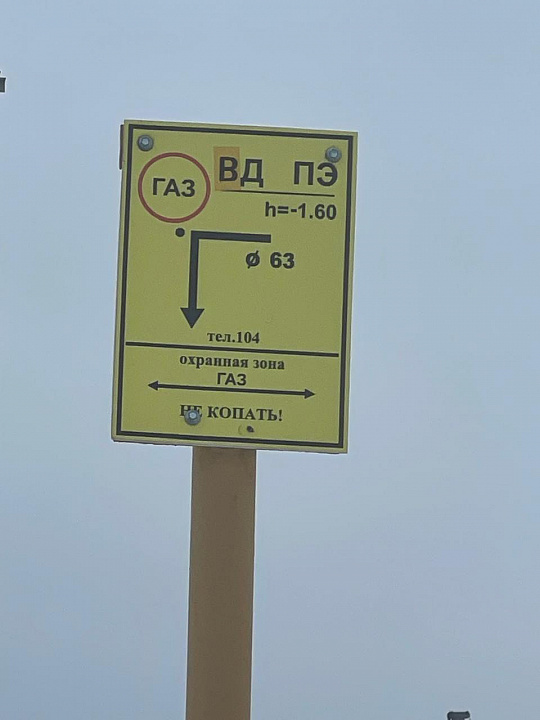 ГАЗ ВД ПЭ
h=-1.60
ø 63
тел.104
охранная зона
ГАЗ
НЕ КОПАТЬ!